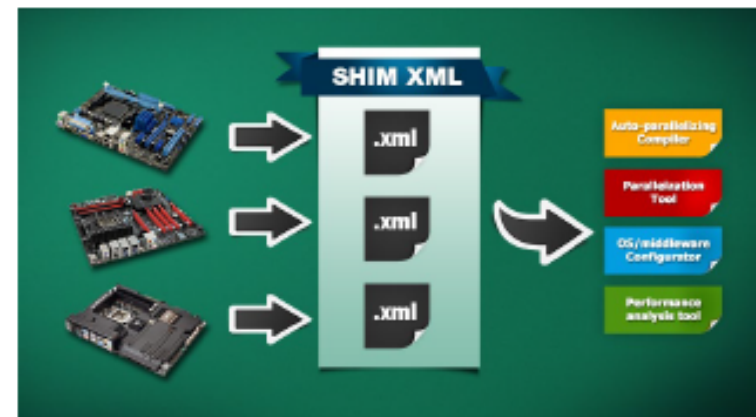 SHIM XML
.xml
.xml
.xml
Auto-parallelizing
Compiler
Parallelization
Tool
OS/middleware
Configurator
Performance
analysis tool